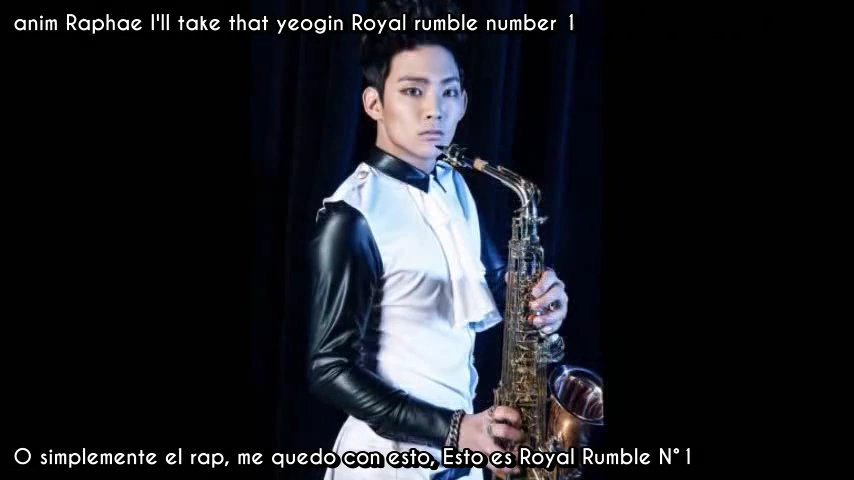 anim Raphae I'll take that yeogin Royal rumble number 1
O simplemente el rap, me quedo con esto, Esto es Royal Rumble N°1